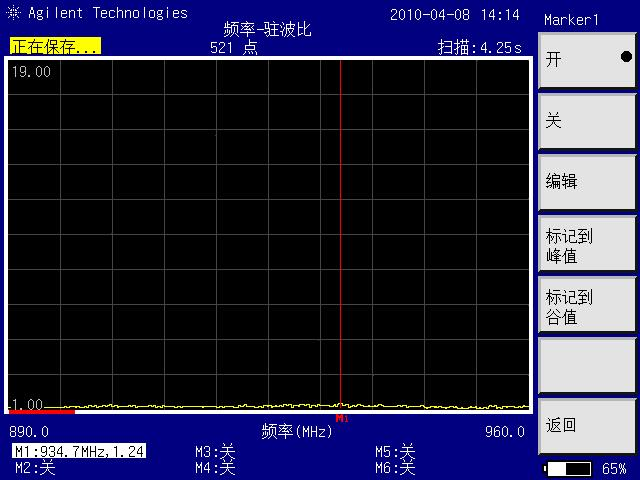 Agilent Technologies
2010-04-08 14:14
Marker1
频率-驻波比
正在保存...
521 点
扫描:4.25s
19.00
开
关
编辑
标记到
峰值
标记到
谷值
1.00
M1
返回
890.0
频率(MHz)
960.0
M1:934.7MHz,1.24
M3:关
M5:关
M2:关
M4:关
M6:关
65%